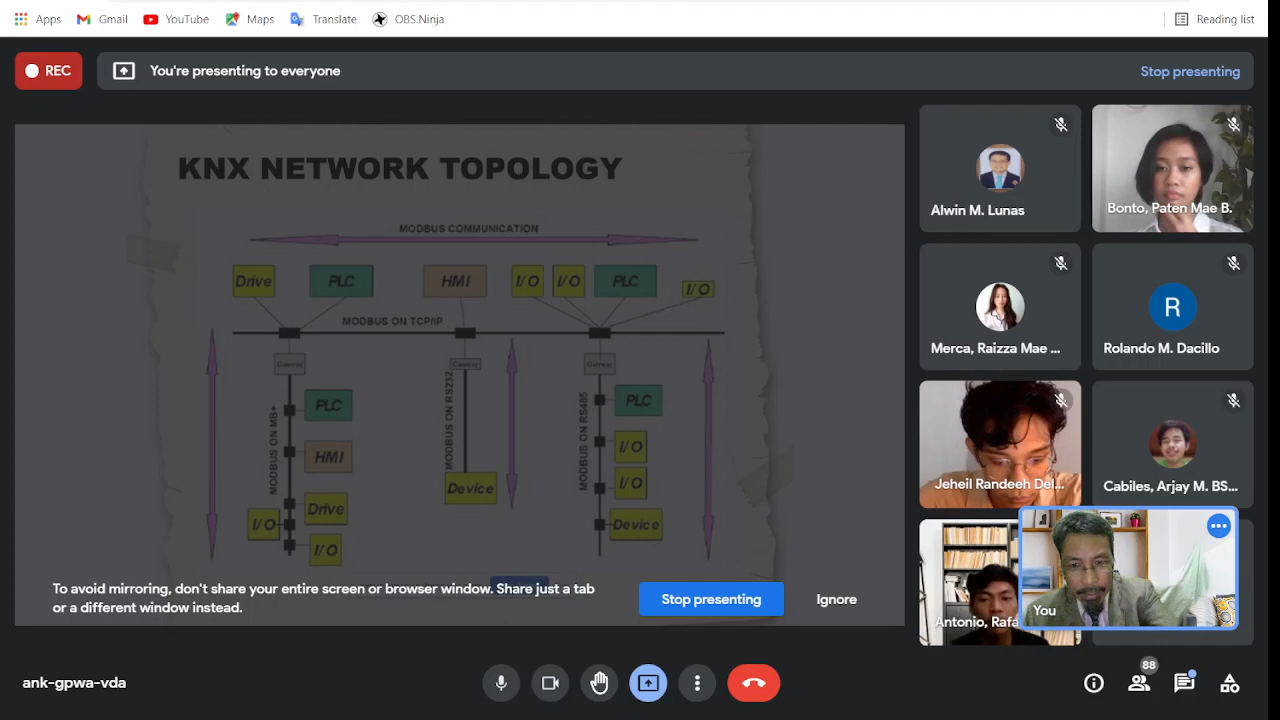 Apps
Gmail
YouTube
Maps
Translate
OBS.Ninja
Reading list
REC
You're presenting to everyone
Stop presenting
KNX NETWORK TOPOLOGY
MODBUS COMMUNICATION
Drive
PLC
HMI
I/O
I/O
PLC
I/O
MODBUS ON TCP/IP
MODBUS ON MB+
PLC
HMI
Drive
I/O
I/O
MODBUS ON RS232
Device
MODBUS ON RS485
PLC
I/O
I/O
Device
To avoid mirroring, don't share your entire screen or browser window. Share just a tab
or a different window instead.
Stop presenting
Ignore
Alwin M. Lunas
Bonto, Paten Mae B.
Merca, Raizza Mae ...
R
Rolando M. Dacillo
Jeheil Randeeh Del...
Cabiles, Arjay M. BS...
Antonio, Rafa
You
ank-gpwa-vda
88